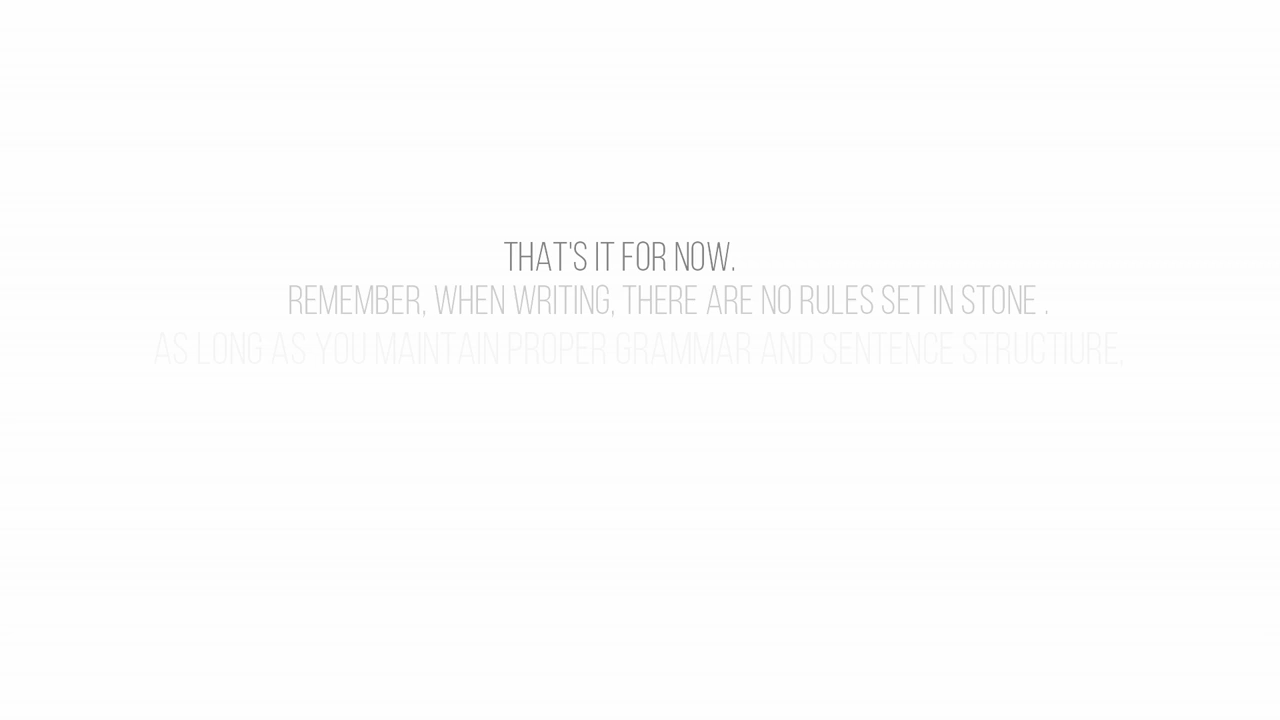 THAT'S IT FOR NOW.
REMEMBER, WHEN WRITING, THERE ARE NO RULES SET IN STONE .
AS LONG AS YOU MAINTAIN PROPER GRAMMAR AND SENTENCE STRUCTIURE,